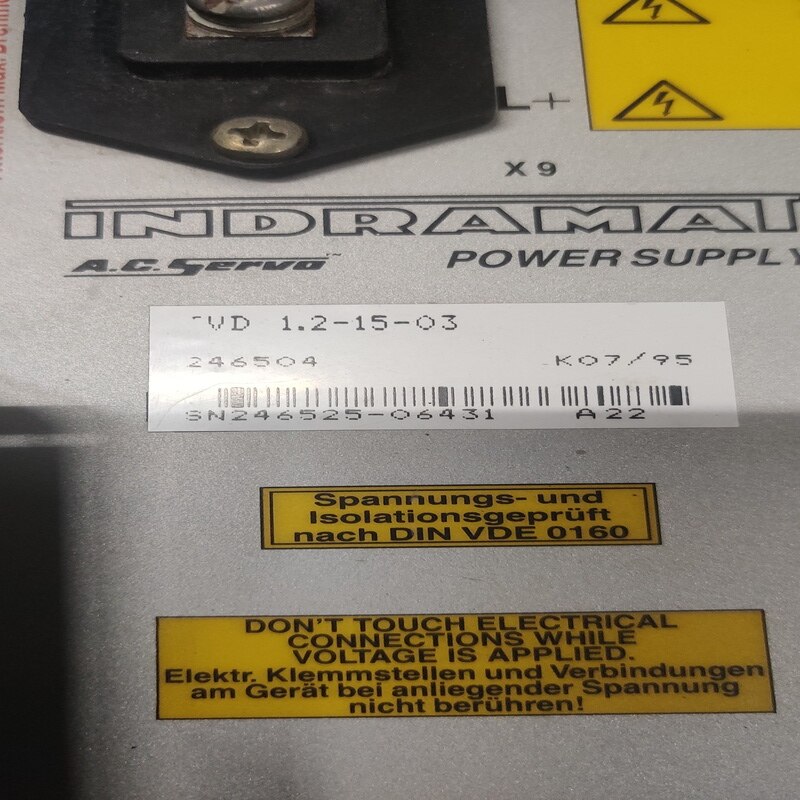 L+
X9
INDRAMAT
A.C. Servo™
POWER SUPPLY
TVD 1.2-15-03
246504 K07/95
SN246525-06431 A22
Spannungs- und
Isolationsgeprüft
nach DIN VDE 0160
DON'T TOUCH ELECTRICAL
CONNECTIONS WHILE
VOLTAGE IS APPLIED.
Elektr. Klemmstellen und Verbindungen
am Gerät bei anliegender Spannung
nicht berühren!